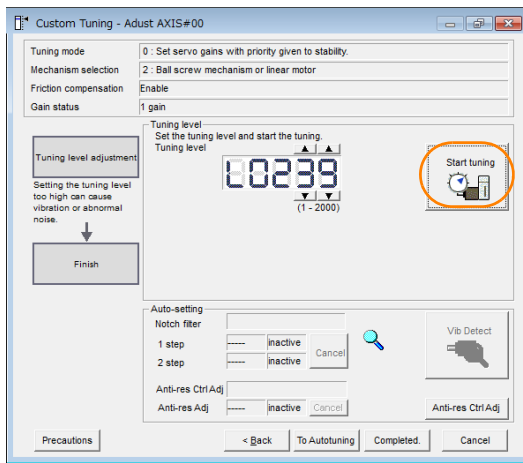 Custom Tuning - Adust AXIS#00
Tuning mode 0 : Set servo gains with priority given to stability.
Mechanism selection 2 : Ball screw mechanism or linear motor
Friction compensation Enable
Gain status 1 gain
Tuning level adjustment
Setting the tuning level
too high can cause
vibration or abnormal
noise.
Finish
Tuning level
Set the tuning level and start the tuning.
Tuning level
L0239
(1 - 2000)
Start tuning
Auto-setting
Notch filter
1 step ----- inactive
2 step ----- inactive
Cancel
Anti-res Ctrl Adj
Anti-res Adj ----- inactive Cancel
Vib Detect
Anti-res Ctrl Adj
Precautions < Back To Autotuning Completed. Cancel